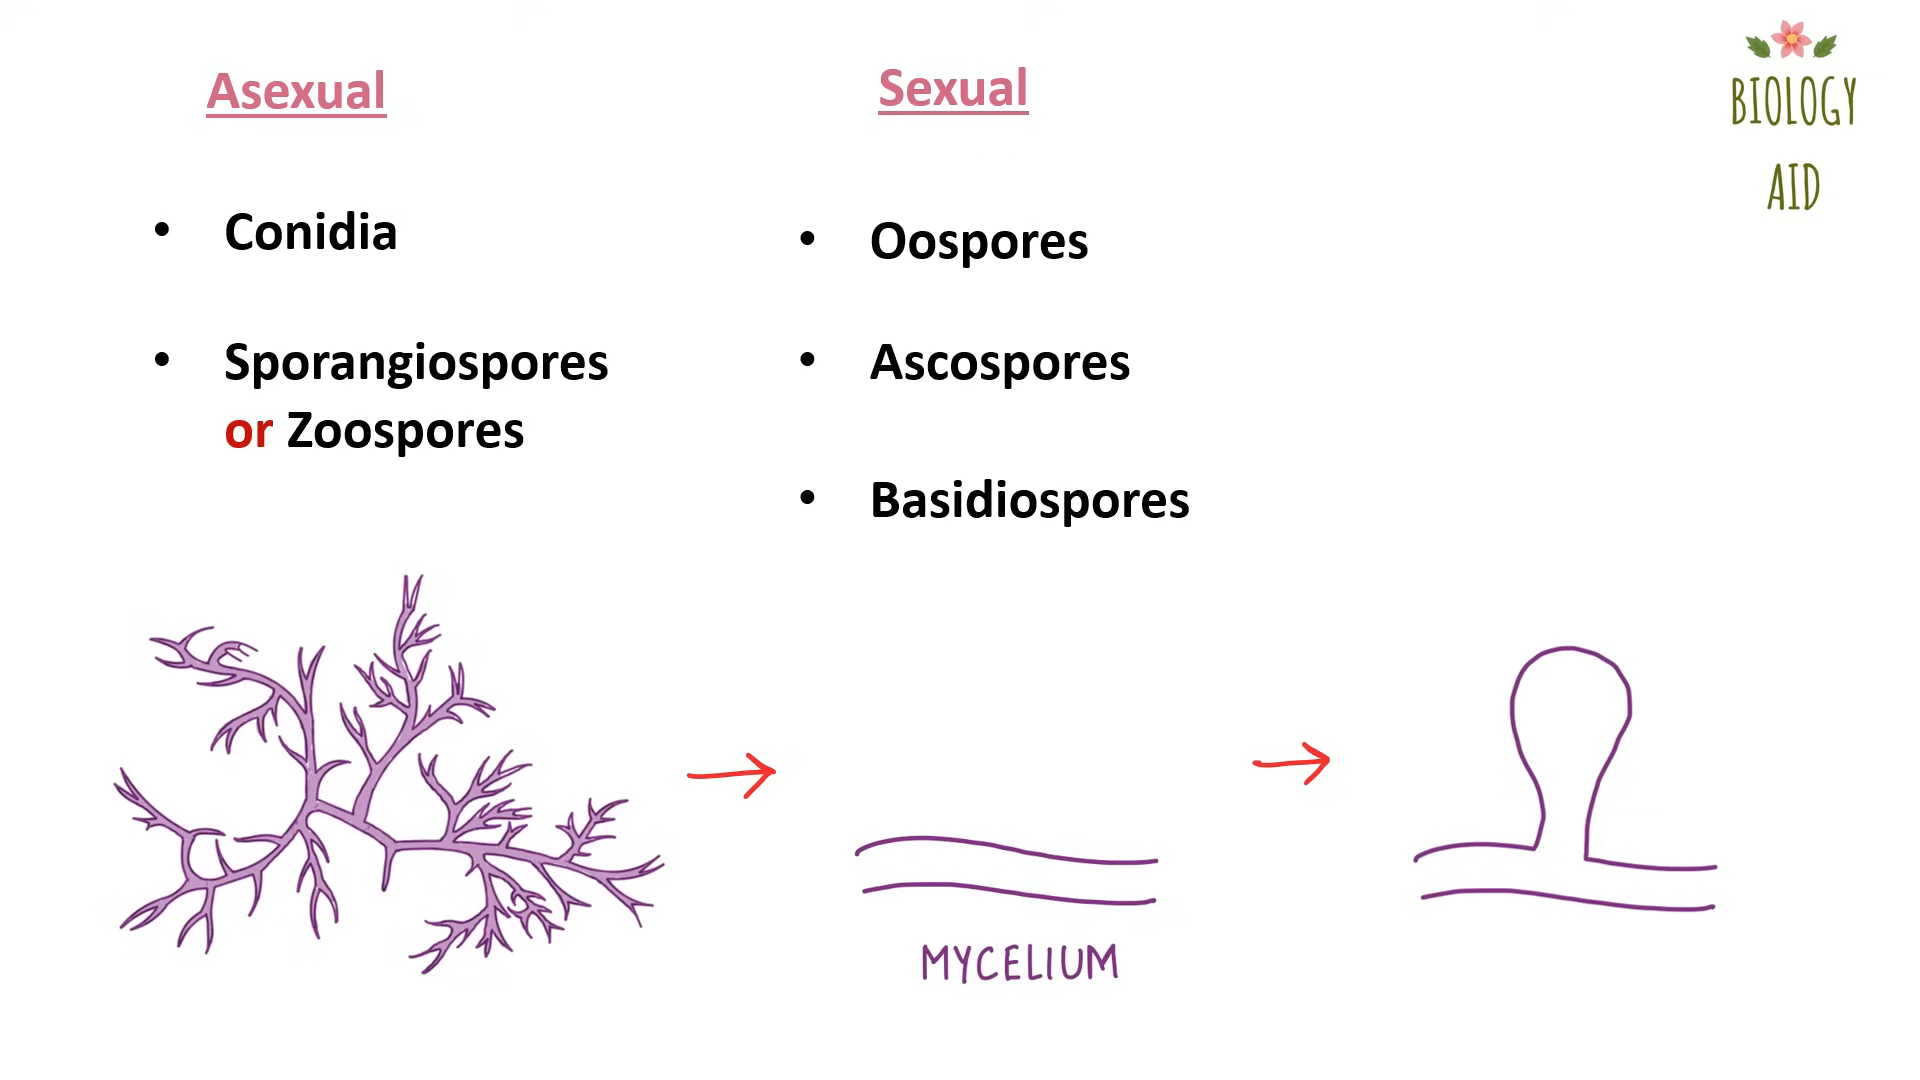 Asexual
• Conidia
• Sporangiospores
or Zoospores
Sexual
• Oospores
• Ascospores
• Basidiospores
BIOLOGY
AID
MYCELIUM